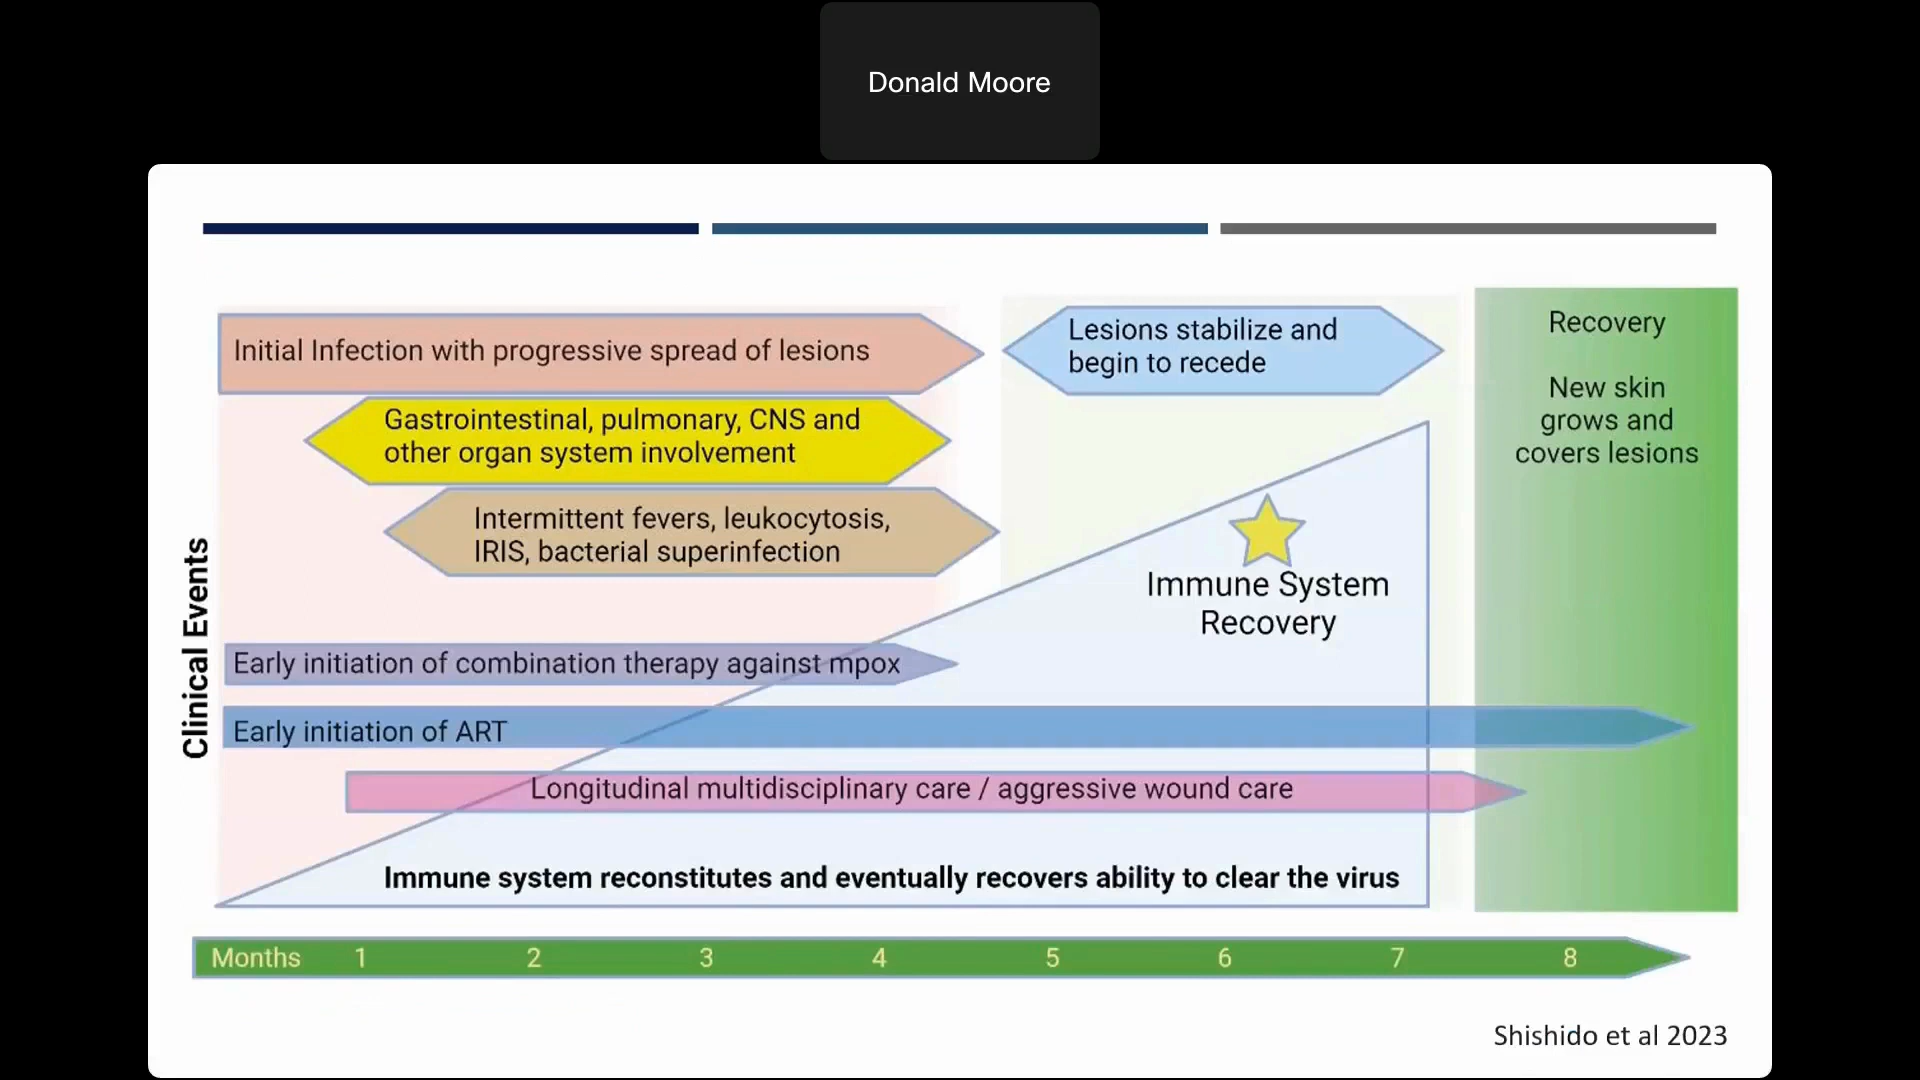 Donald Moore
Initial Infection with progressive spread of lesions
Lesions stabilize and
begin to recede
Recovery
New skin
grows and
covers lesions
Gastrointestinal, pulmonary, CNS and
other organ system involvement
Intermittent fevers, leukocytosis,
IRIS, bacterial superinfection
Immune System
Recovery
Clinical Events
Early initiation of combination therapy against mpox
Early initiation of ART
Longitudinal multidisciplinary care / aggressive wound care
Immune system reconstitutes and eventually recovers ability to clear the virus
Months 1 2 3 4 5 6 7 8
Shishido et al 2023